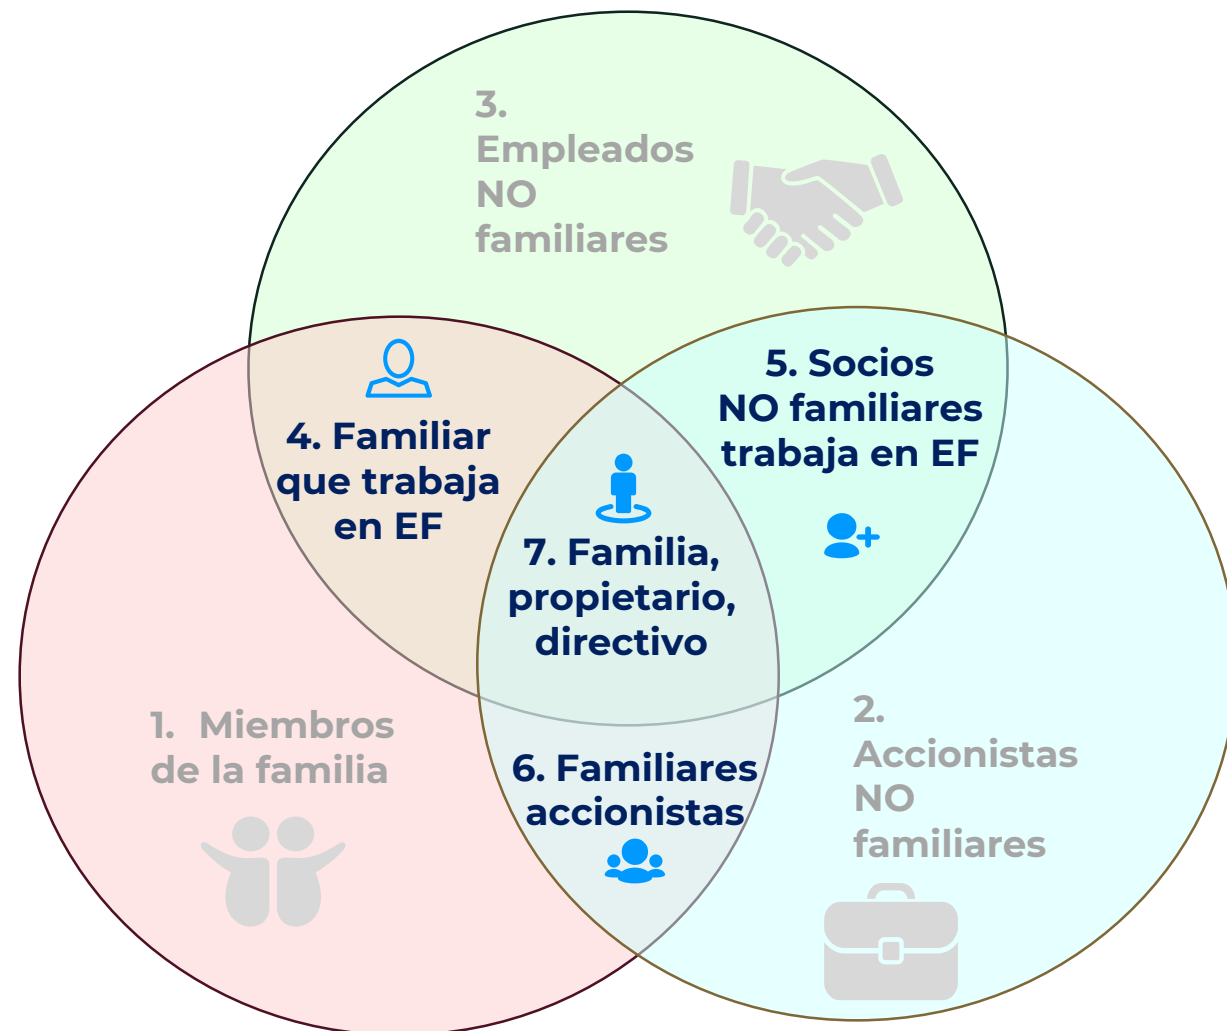 3.
Empleados
NO
familiares
4. Familiar
que trabaja
en EF
5. Socios
NO familiares
trabaja en EF
7. Familia,
propietario,
directivo
1. Miembros
de la familia
6. Familiares
accionistas
2.
Accionistas
NO
familiares